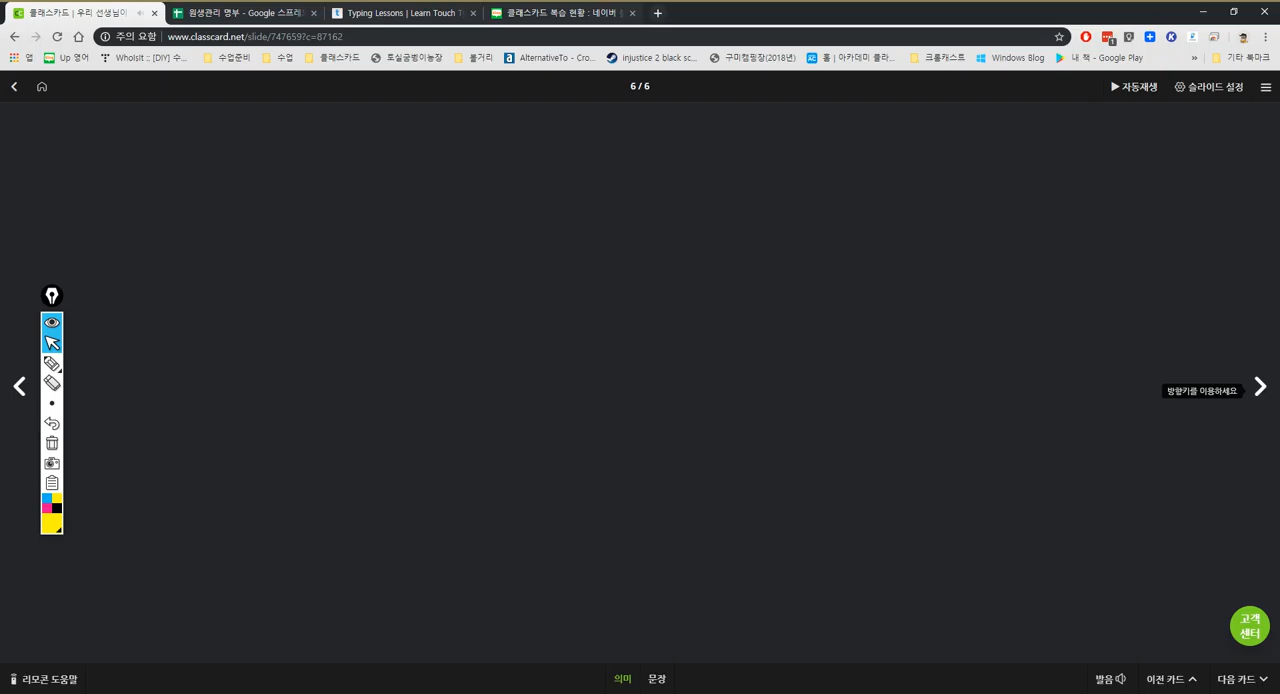 클래스카드 | 우리 선생님이
원생관리 명부 - Google 스프레
Typing Lessons | Learn Touch T
클래스카드 복습 현황 : 네이버
주의 요함
www.classcard.net/slide/747659?c=87162
앱
Up 영어
WhoIsIt :: [DIY] 수...
수업준비
수업
클래스카드
토실굼벵이농장
볼거리
AlternativeTo - Cro...
injustice 2 black sc...
구미캠핑장(2018년)
홈 | 아카데미 플라...
크롬캐스트
Windows Blog
내 책 - Google Play
»
기타 북마크
6 / 6
자동재생
슬라이드 설정
방향키를 이용하세요
고객
센터
리모콘 도움말
의미
문장
발음
이전 카드
다음 카드